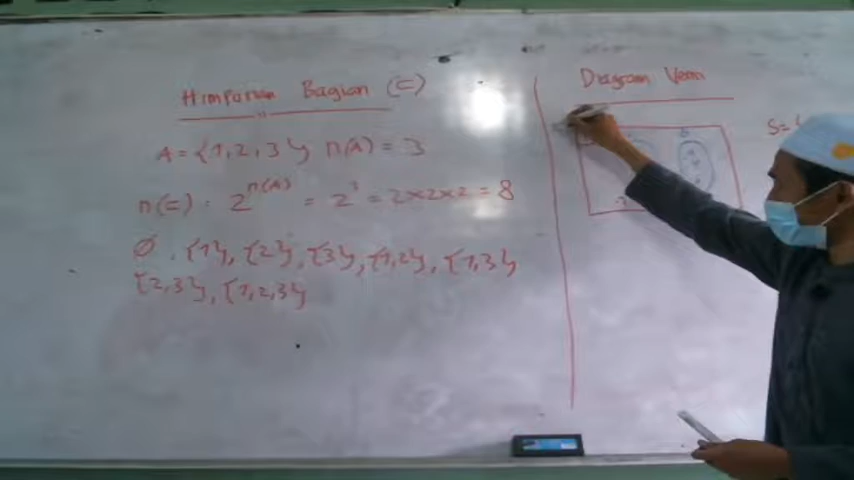 Himpunan Bagian (⊂)
A = {1, 2, 3} n(A) = 3
n(⊂) = 2^n(A) = 2^3 = 2×2×2 = 8
∅, {1}, {2}, {3}, {1,2}, {1,3}
{2,3}, {1,2,3}
Diagram Venn
S = {